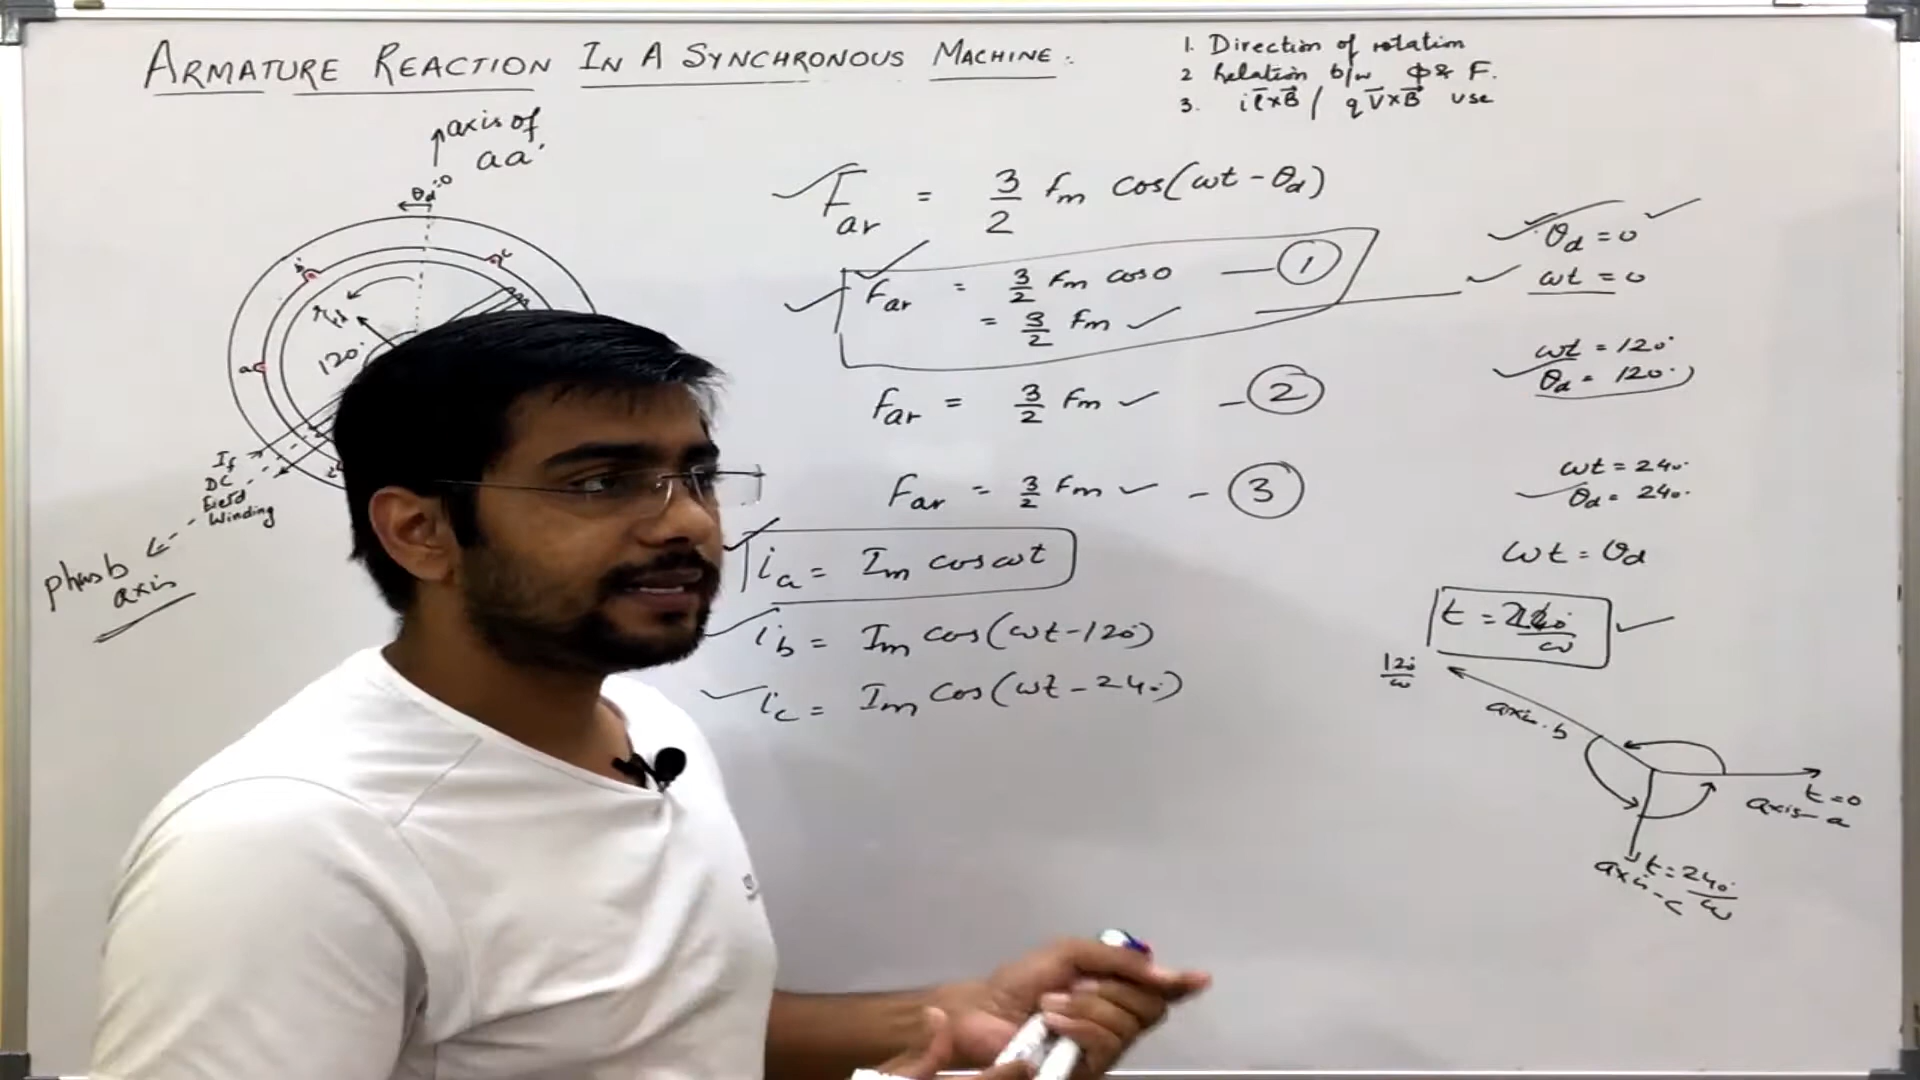 ARMATURE REACTION IN A SYNCHRONOUS MACHINE:
1. Direction of rotation
2 Relation b/w Φ & F.
3. i l̄×B̄ / q V̄×B̄ use
axis of
aa'
θd=0
b'
c
a
120°
If
DC
Field
Winding
phas b
axis
Far = 3/2 Fm cos(ωt - θd)
Far = 3/2 Fm cos0 — 1
= 3/2 Fm
Far = 3/2 Fm - 2
Far = 3/2 Fm - 3
ia = Im cosωt
ib = Im cos(ωt-120)
ic = Im cos(ωt-240)
θd = 0
ωt = 0
ωt = 120°
θd = 120°
ωt = 240°
θd = 240°
ωt = θd
120/ω
axis-b
t=0
axis-a
t=240/ω
axis-c